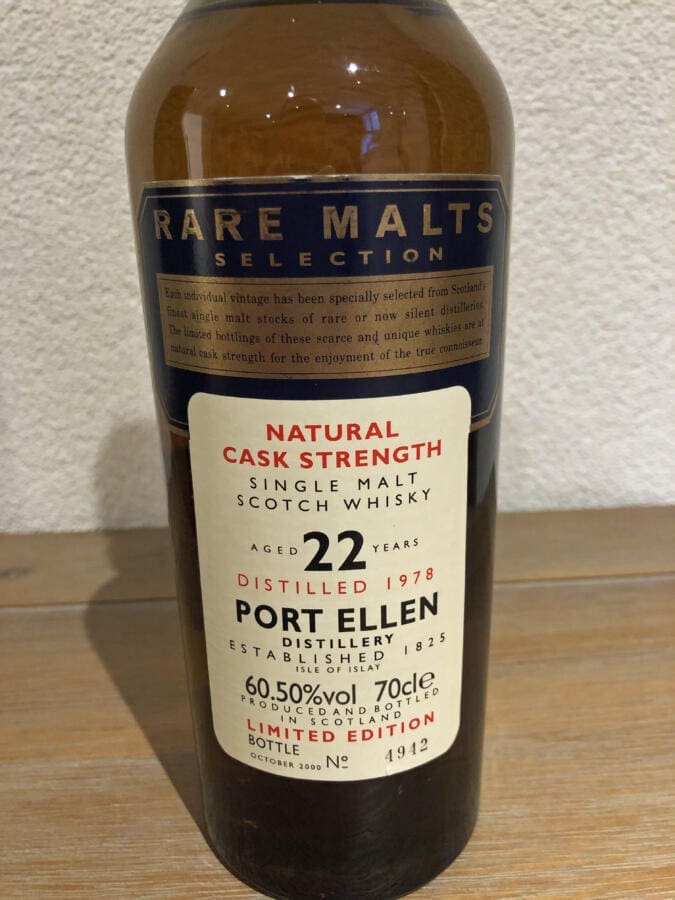 RARE MALTS
SELECTION
Each individual vintage has been specially selected from Scotland's
finest single malt stocks of rare or now silent distilleries.
The limited bottlings of these scarce and unique whiskies are at
natural cask strength for the enjoyment of the true connoisseur.
NATURAL
CASK STRENGTH
SINGLE MALT
SCOTCH WHISKY
AGED 22 YEARS
DISTILLED 1978
PORT ELLEN
DISTILLERY
ESTABLISHED 1825
ISLE OF ISLAY
60.50%vol 70cle
PRODUCED AND BOTTLED
IN SCOTLAND
LIMITED EDITION
BOTTLE
OCTOBER 2000 Nº 4942